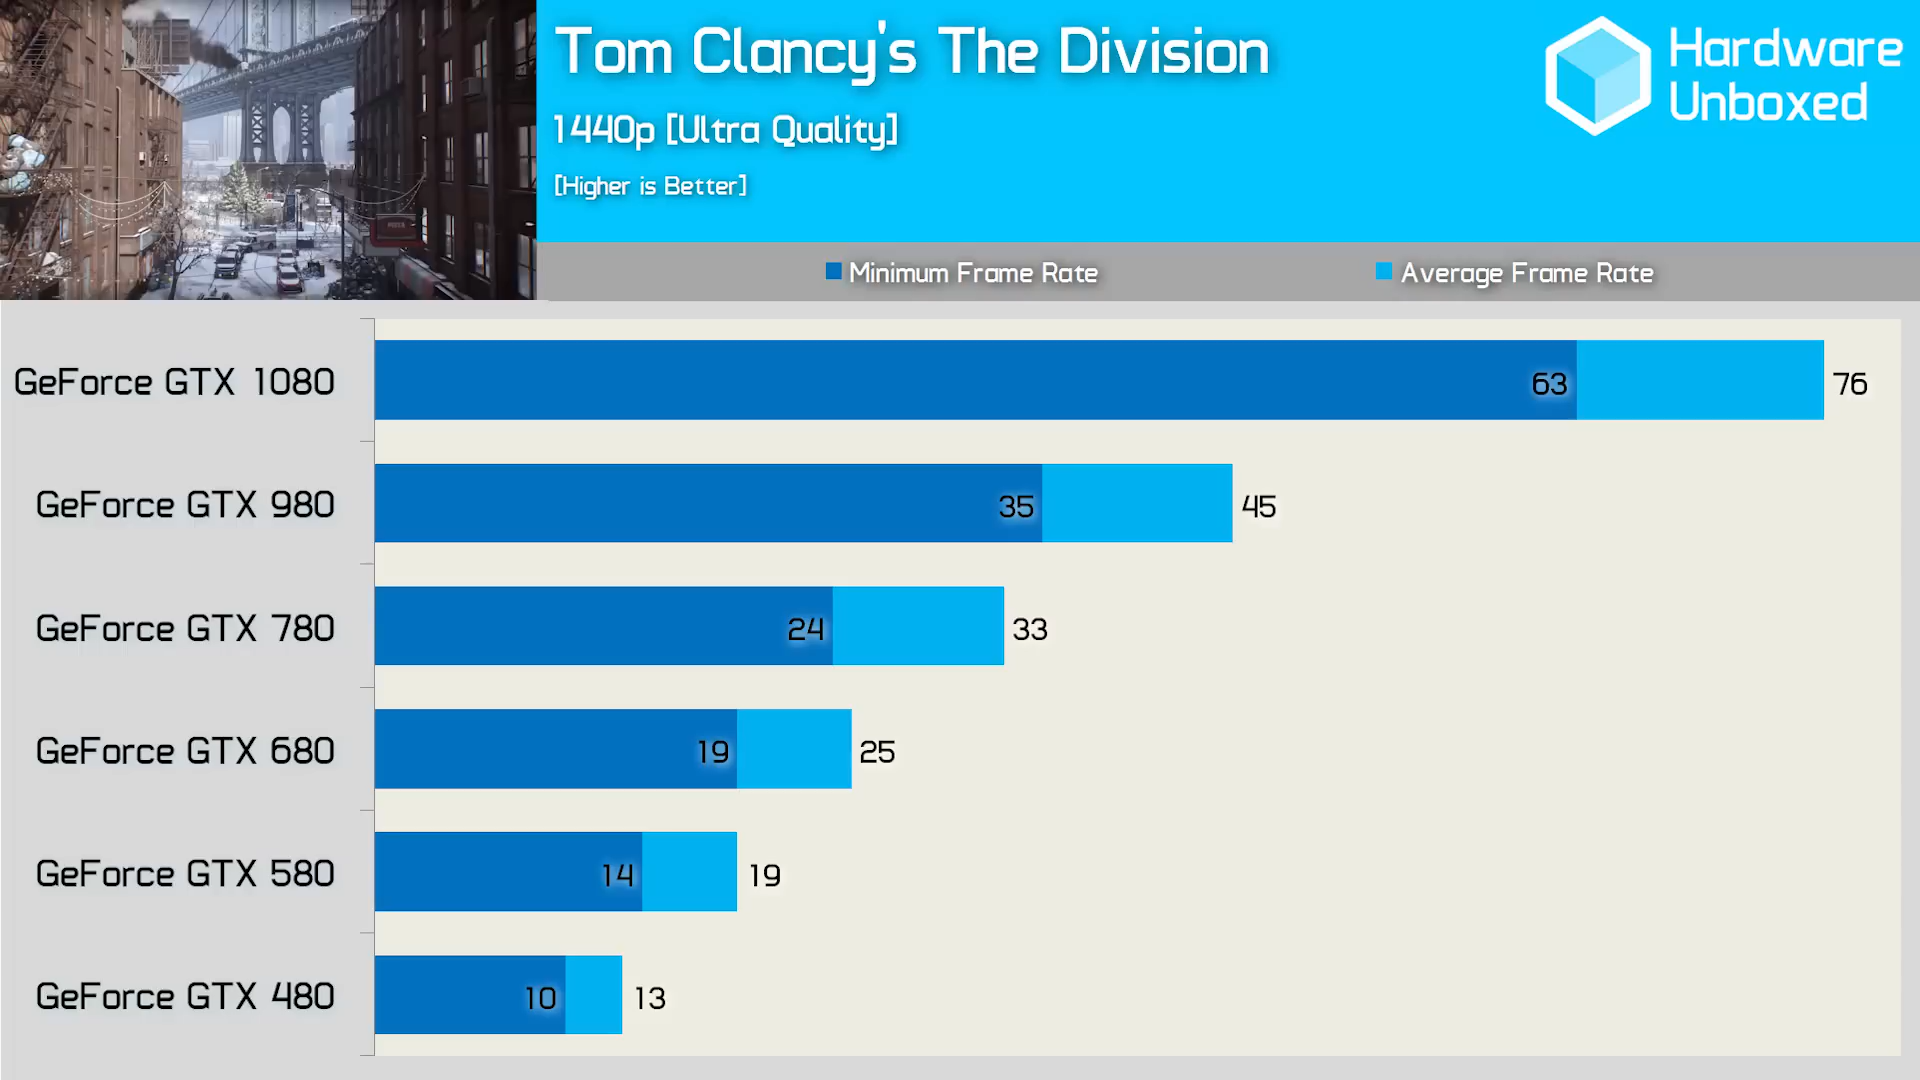 Tom Clancy's The Division
1440p [Ultra Quality]
[Higher is Better]
Hardware
Unboxed
Minimum Frame Rate
Average Frame Rate
GeForce GTX 1080
63
76
GeForce GTX 980
35
45
GeForce GTX 780
24
33
GeForce GTX 680
19
25
GeForce GTX 580
14
19
GeForce GTX 480
10
13